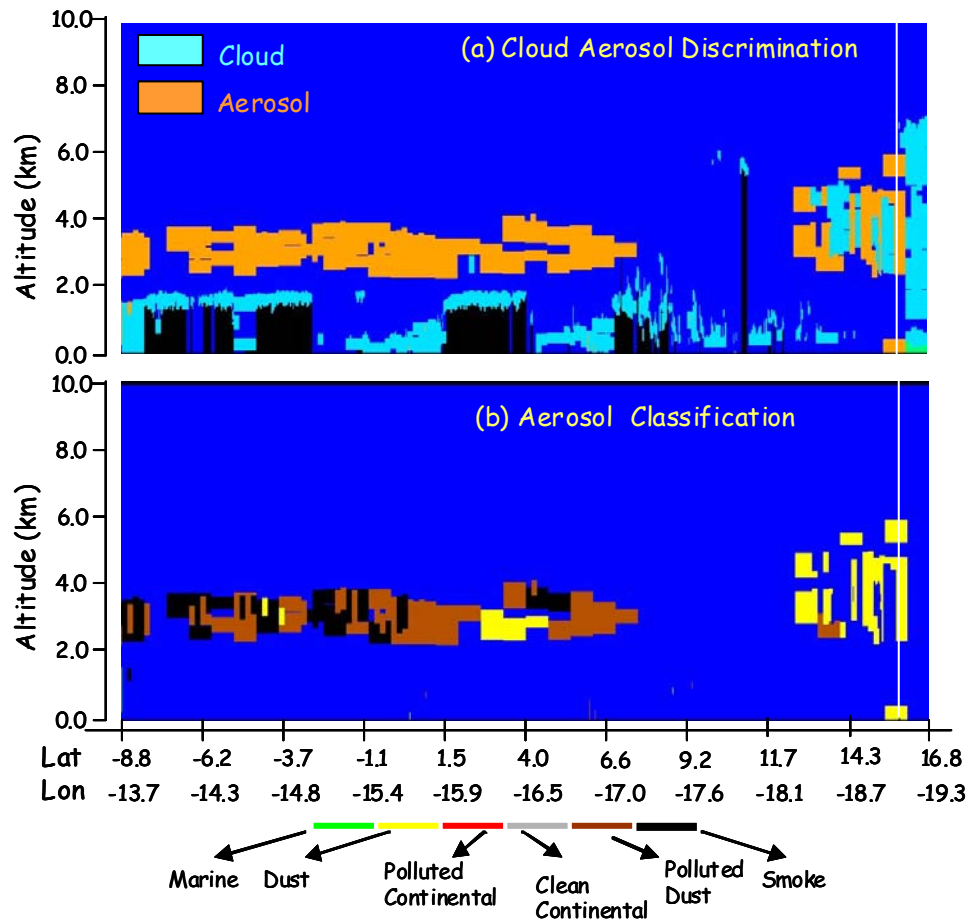 10.0
(a) Cloud Aerosol Discrimination
Cloud
Aerosol
8.0
6.0
4.0
2.0
0.0
Altitude (km)
10.0
(b) Aerosol Classification
8.0
6.0
4.0
2.0
0.0
Altitude (km)
Lat -8.8 -6.2 -3.7 -1.1 1.5 4.0 6.6 9.2 11.7 14.3 16.8
Lon -13.7 -14.3 -14.8 -15.4 -15.9 -16.5 -17.0 -17.6 -18.1 -18.7 -19.3
Marine
Dust
Polluted
Continental
Clean
Continental
Polluted
Dust
Smoke